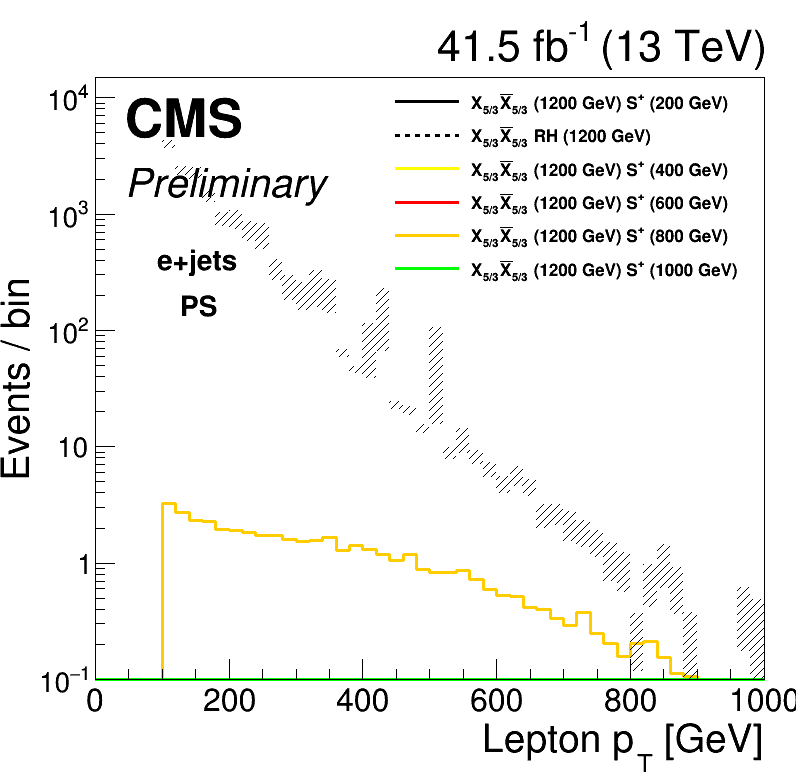 41.5 fb⁻¹ (13 TeV)
CMS
Preliminary
e+jets
PS
X₅/₃X̅₅/₃ (1200 GeV) S⁺ (200 GeV)
X₅/₃X̅₅/₃ RH (1200 GeV)
X₅/₃X̅₅/₃ (1200 GeV) S⁺ (400 GeV)
X₅/₃X̅₅/₃ (1200 GeV) S⁺ (600 GeV)
X₅/₃X̅₅/₃ (1200 GeV) S⁺ (800 GeV)
X₅/₃X̅₅/₃ (1200 GeV) S⁺ (1000 GeV)
Events / bin
10⁴
10³
10²
10
1
10⁻¹
0 200 400 600 800 1000
Lepton p_T [GeV]